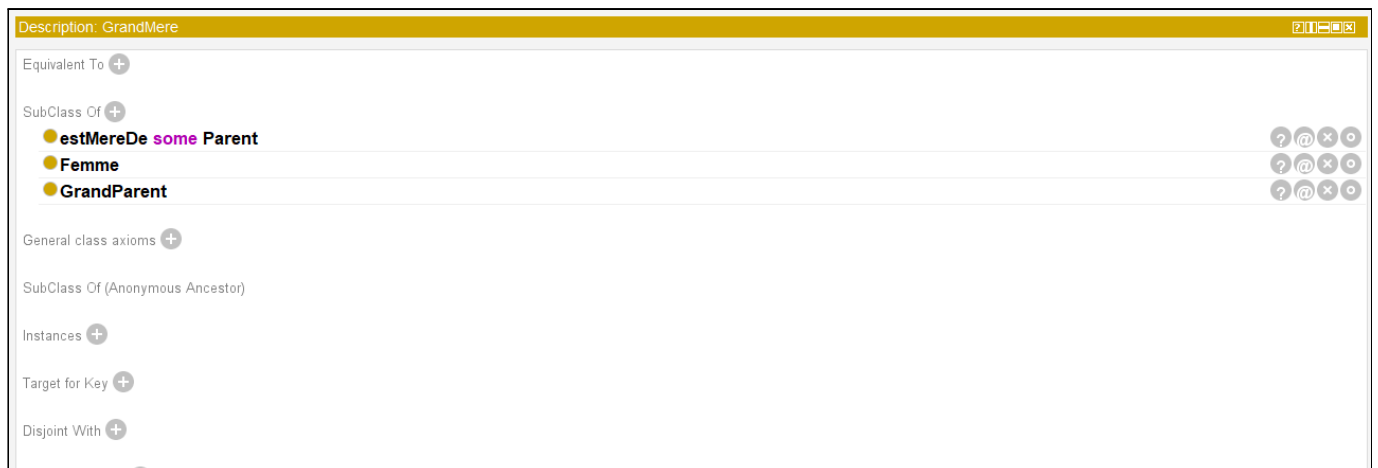 Description: GrandMere
Equivalent To
SubClass Of
estMereDe some Parent
Femme
GrandParent
General class axioms
SubClass Of (Anonymous Ancestor)
Instances
Target for Key
Disjoint With